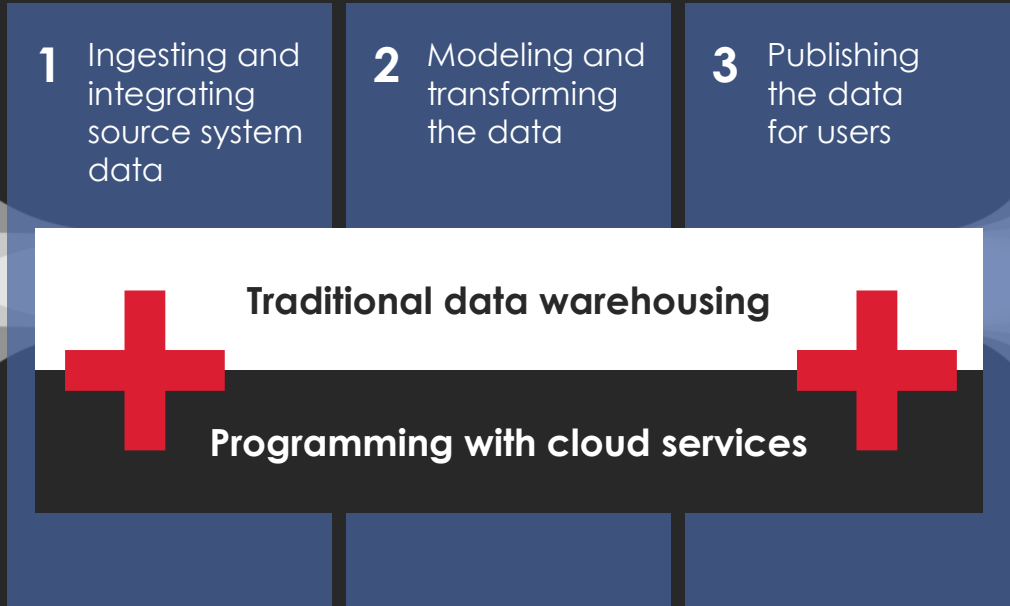 1
Ingesting and
integrating
source system
data
2
Modeling and
transforming
the data
3
Publishing
the data
for users
Traditional data warehousing
Programming with cloud services